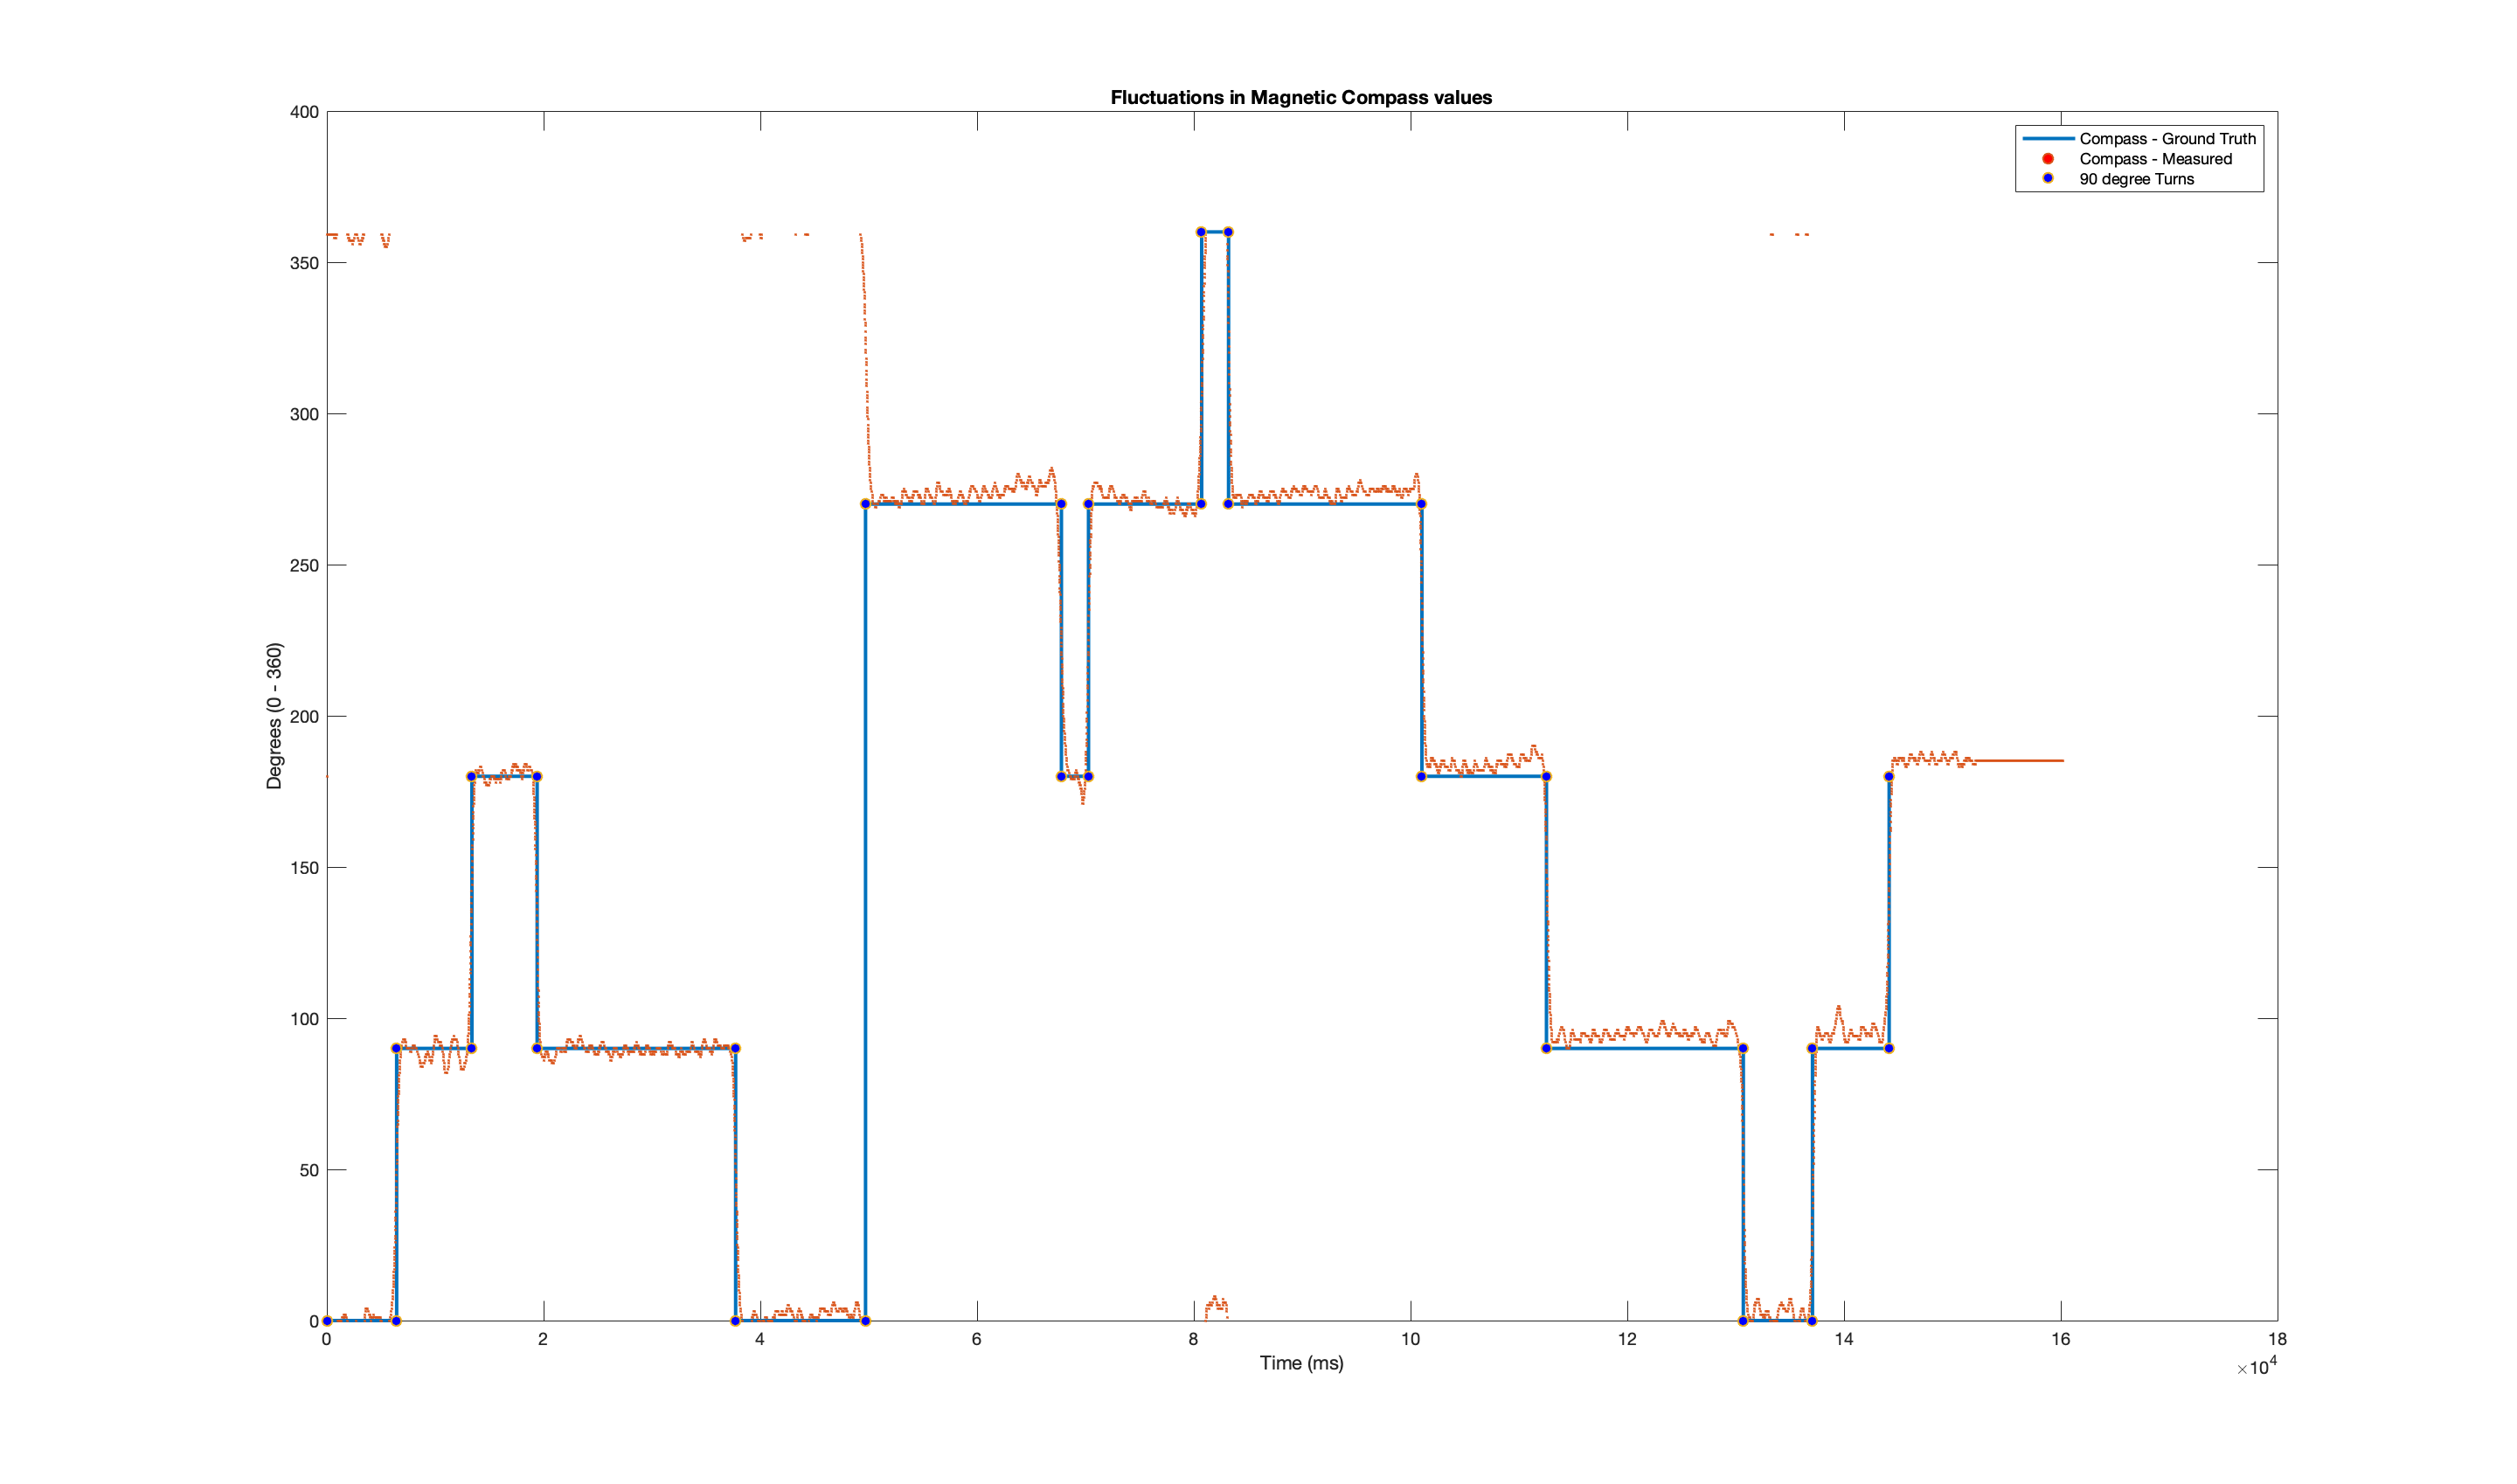 Fluctuations in Magnetic Compass values
400
350
300
250
200
150
100
50
0
Degrees (0 - 360)
Compass - Ground Truth
Compass - Measured
90 degree Turns
0 2 4 6 8 10 12 14 16 18
Time (ms)
×10⁴